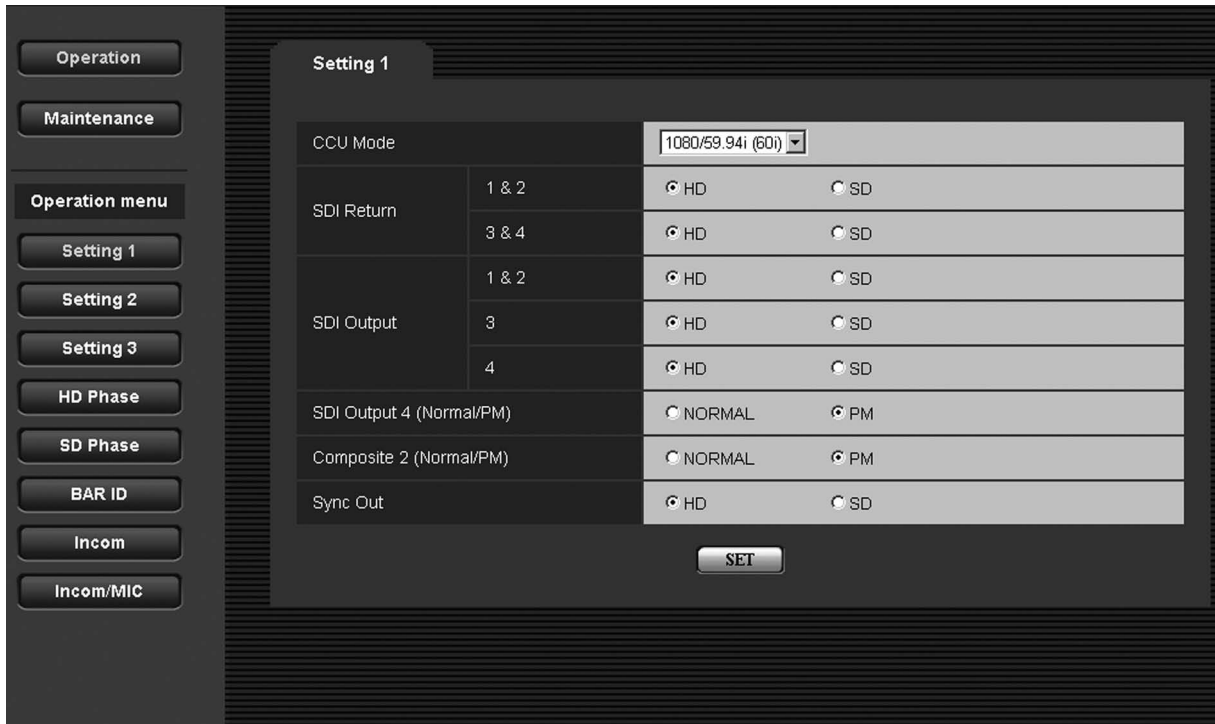 Operation
Maintenance
Operation menu
Setting 1
Setting 2
Setting 3
HD Phase
SD Phase
BAR ID
Incom
Incom/MIC
Setting 1
CCU Mode 1080/59.94i (60i)
SDI Return 1 & 2 HD SD
3 & 4 HD SD
SDI Output 1 & 2 HD SD
3 HD SD
4 HD SD
SDI Output 4 (Normal/PM) NORMAL PM
Composite 2 (Normal/PM) NORMAL PM
Sync Out HD SD
SET